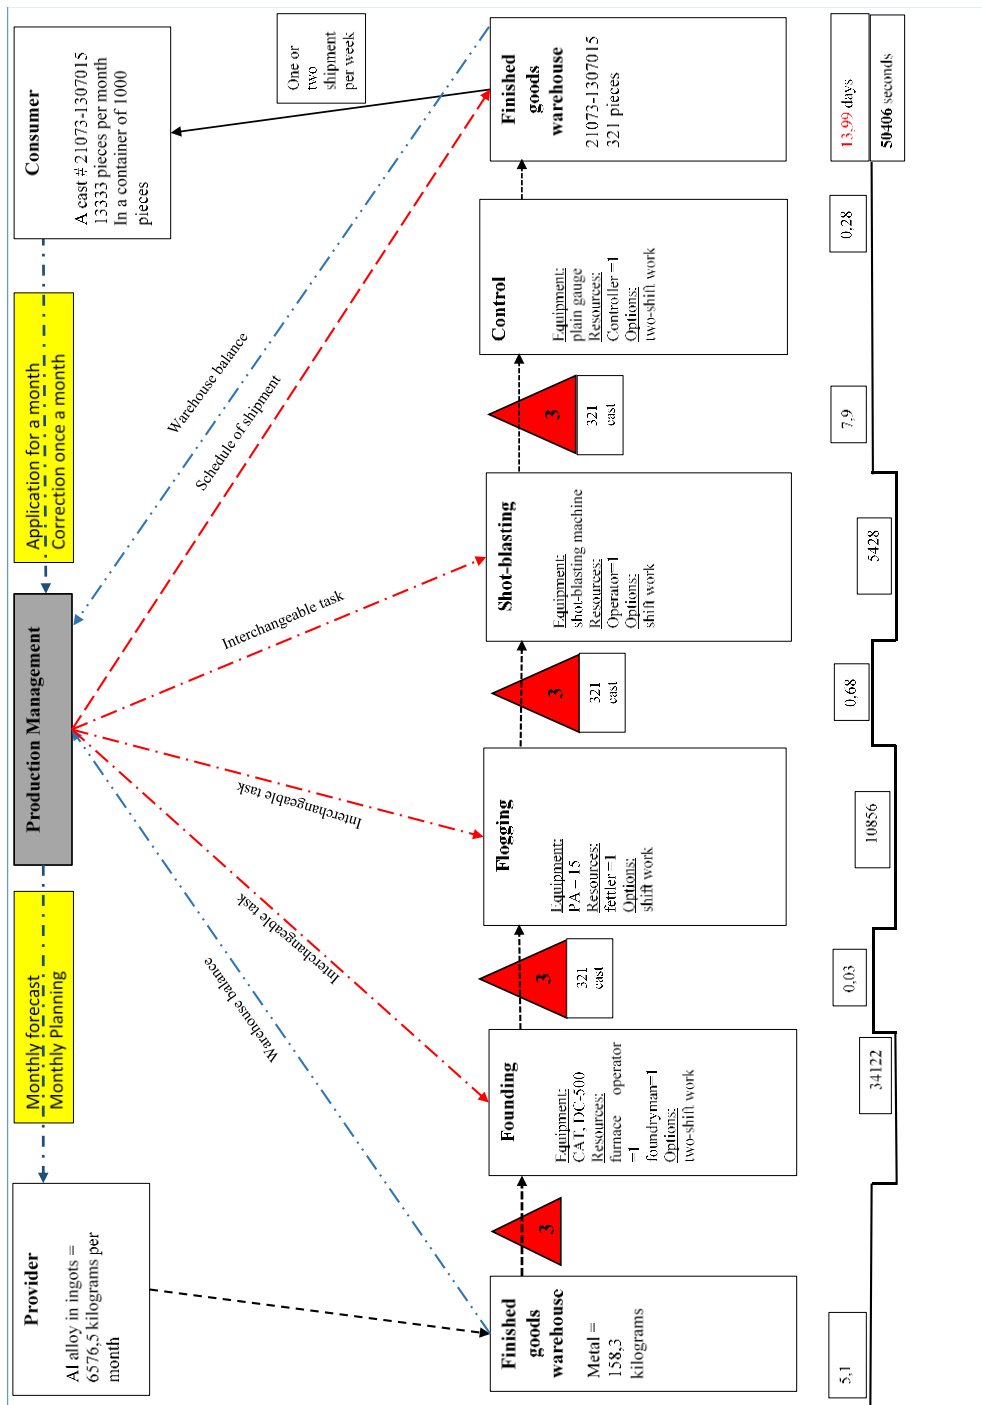 Provider
Al alloy in ingots =
6576,5 kilograms per
month
Monthly forecast
Monthly Planning
Production Management
Application for a month
Correction once a month
Consumer
A cast # 21073-1307015
13333 pieces per month
In a container of 1000
pieces
One or
two
shipment
per week
Warehouse balance
Interchangeable task
Interchangeable task
Interchangeable task
Schedule of shipment
Warehouse balance
Finished
goods
warehouse
Metal =
158,3
kilograms
3
Founding
Equipment:
CAT, DC-500
Resources:
furnace operator
=1
foundryman=1
Options:
two-shift work
3
321
cast
Flogging
Equipment:
PA – 15
Resources:
fettler =1
Options:
shift work
3
321
cast
Shot-blasting
Equipment:
shot-blasting machine
Resources:
Operator=1
Options:
shift work
3
321
cast
Control
Equipment:
plain gauge
Resources:
Controller =1
Options:
two-shift work
Finished
goods
warehouse
21073-1307015
321 pieces
5,1
34122
0,03
10856
0,68
5428
7,9
0,28
13,99 days
50406 seconds